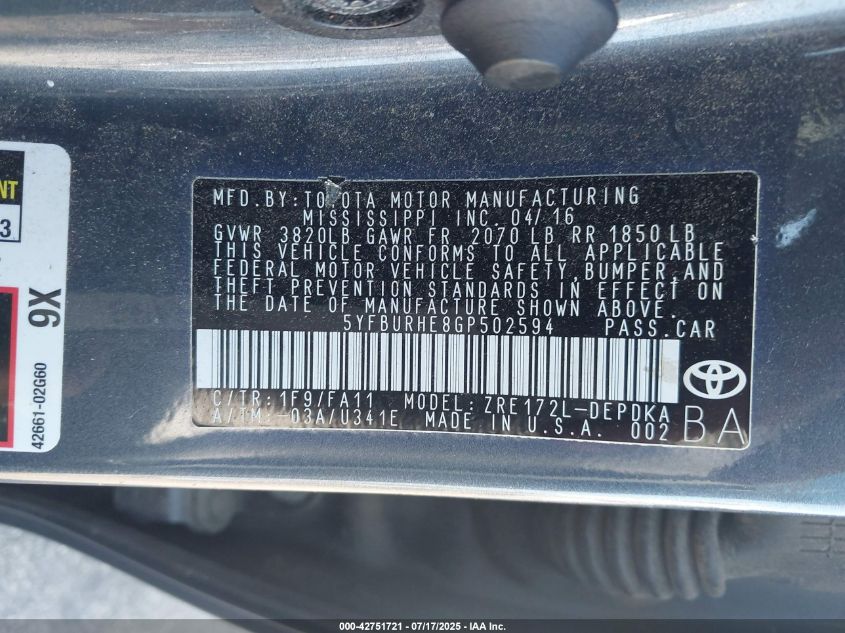 NT
3
9X
42661-02G60
MFD.BY:TOYOTA MOTOR MANUFACTURING
MISSISSIPPI INC. 04/16
GVWR 3820LB GAWR FR 2070LB RR 1850LB
THIS VEHICLE CONFORMS TO ALL APPLICABLE
FEDERAL MOTOR VEHICLE SAFETY,BUMPER,AND
THEFT PREVENTION STANDARDS IN EFFECT ON
THE DATE OF MANUFACTURE SHOWN ABOVE.
5YFBURHE8GP502594 PASS.CAR
C/TR:1F9/FA11 MODEL:ZRE172L-DEPDKA
A/TM:-03A/U341E MADE IN U.S.A. 002
BA
000-42751721 | 07/17/2025 - IAA Inc.